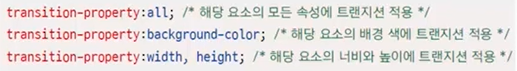 transition-property:all; /* 해당 요소의 모든 속성에 트랜지션 적용 */
transition-property:background-color; /* 해당 요소의 배경 색에 트랜지션 적용 */
transition-property:width, height; /* 해당 요소의 너비와 높이에 트랜지션 적용 */